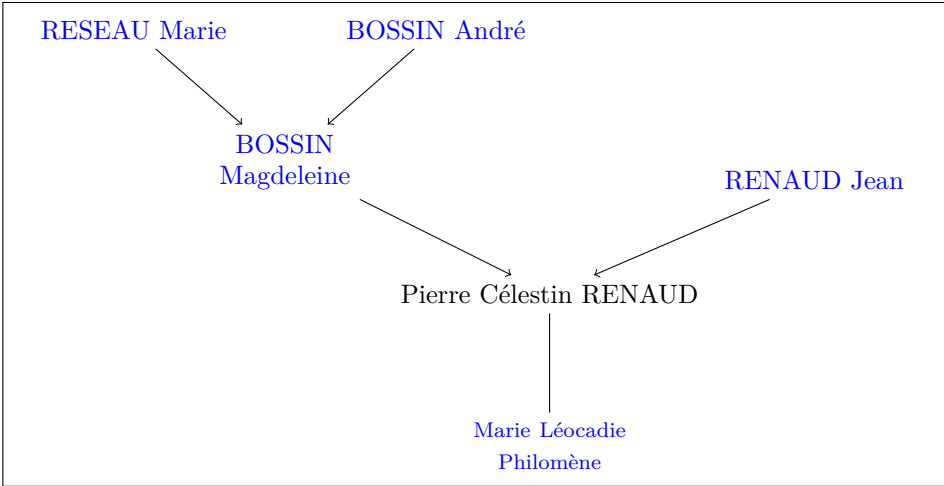 RESEAU Marie
BOSSIN André
BOSSIN
Magdeleine
RENAUD Jean
Pierre Célestin RENAUD
Marie Léocadie
Philomène